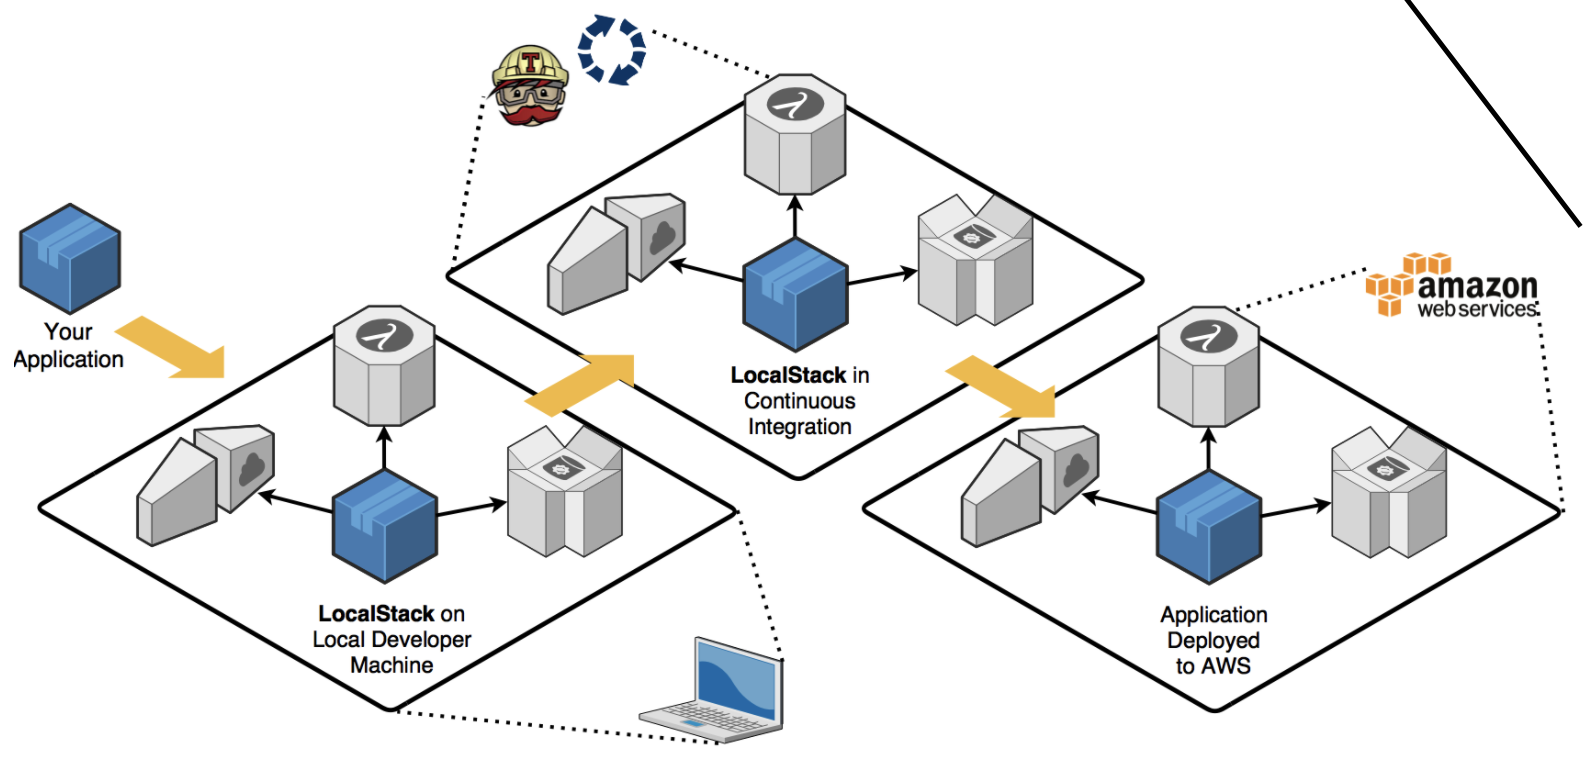 T
Your
Application
LocalStack on
Local Developer
Machine
LocalStack in
Continuous
Integration
amazon
web services
Application
Deployed
to AWS